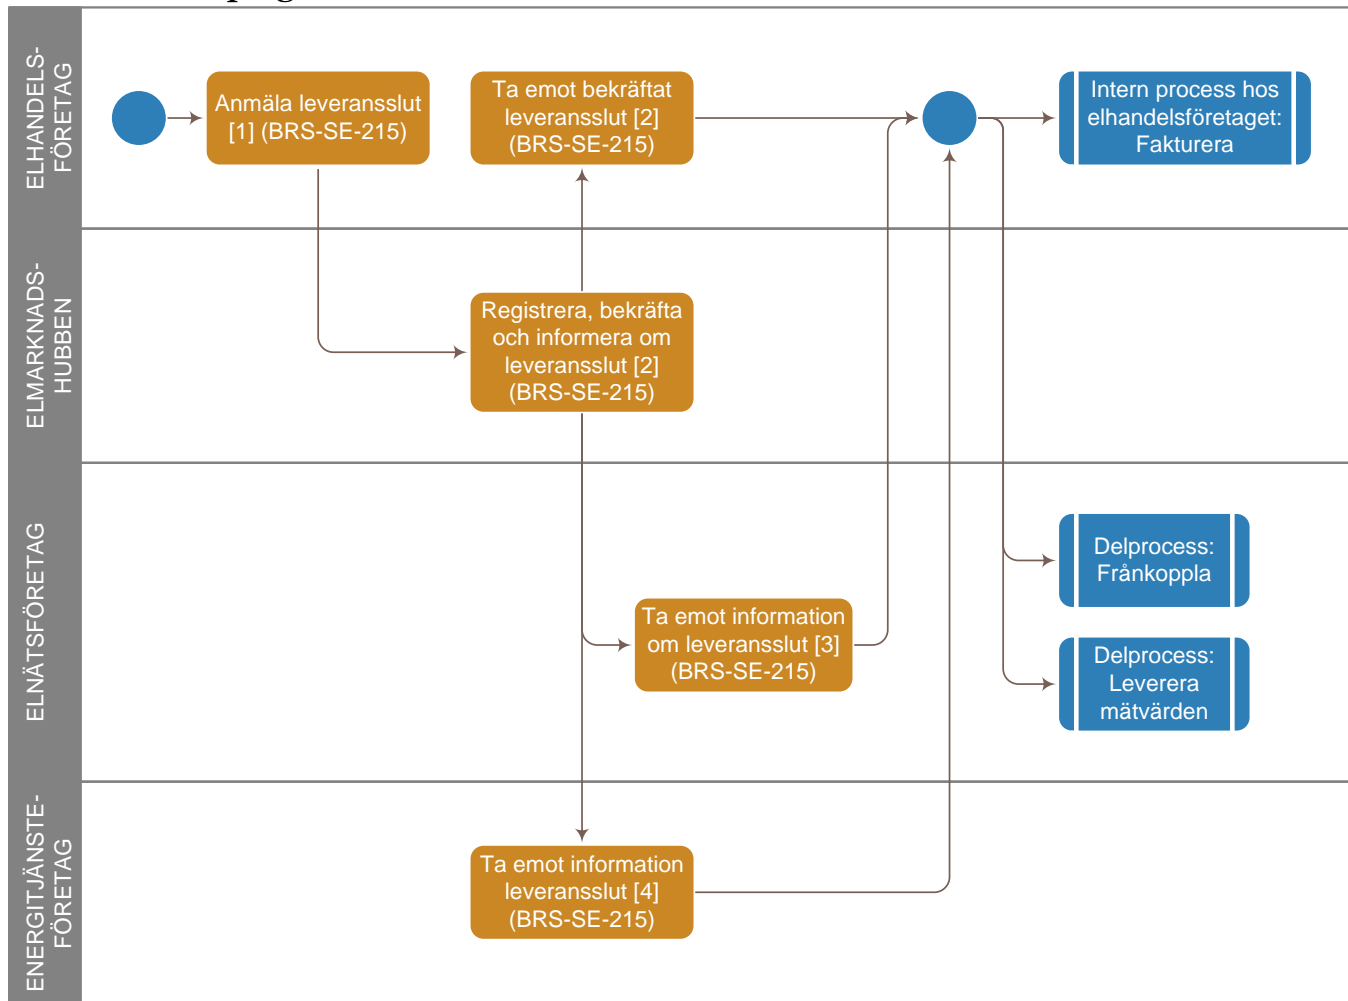 ELHANDELS-
FÖRETAG
Anmäla leveransslut
[1] (BRS-SE-215)
Ta emot bekräftat
leveransslut [2]
(BRS-SE-215)
Intern process hos
elhandelsföretaget:
Fakturera
ELMARKNADS-
HUBBEN
Registrera, bekräfta
och informera om
leveransslut [2]
(BRS-SE-215)
ELNÄTSFÖRETAG
Delprocess:
Frånkoppla
Ta emot information
om leveransslut [3]
(BRS-SE-215)
Delprocess:
Leverera
mätvärden
ENERGITJÄNSTE-
FÖRETAG
Ta emot information
leveransslut [4]
(BRS-SE-215)